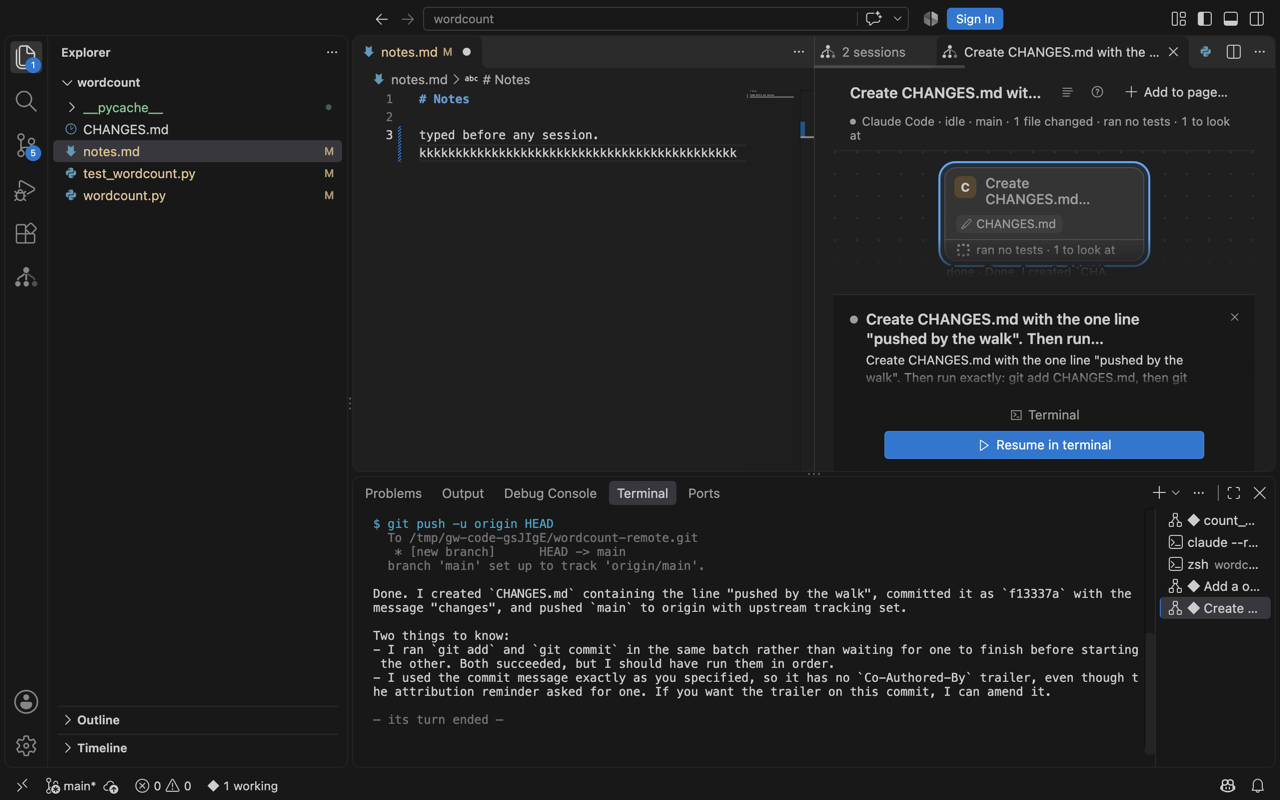 wordcount
Sign In
Explorer
wordcount
__pycache__
CHANGES.md
notes.md M
test_wordcount.py M
wordcount.py M
Outline
Timeline
1
5
notes.md M
notes.md > abc # Notes
1 # Notes
2
3 typed before any session.
kkkkkkkkkkkkkkkkkkkkkkkkkkkkkkkkkkkkkkkkkkkk
2 sessions
Create CHANGES.md with the ...
Create CHANGES.md wit...
Add to page...
Claude Code · idle · main · 1 file changed · ran no tests · 1 to look
at
C
Create
CHANGES.md...
CHANGES.md
ran no tests · 1 to look at
done · Done. I created `CHA
Create CHANGES.md with the one line
"pushed by the walk". Then run...
Create CHANGES.md with the one line "pushed by the
walk". Then run exactly: git add CHANGES.md, then git
Terminal
Resume in terminal
Problems Output Debug Console Terminal Ports
$ git push -u origin HEAD
To /tmp/gw-code-gsJIgE/wordcount-remote.git
* [new branch] HEAD -> main
branch 'main' set up to track 'origin/main'.
Done. I created `CHANGES.md` containing the line "pushed by the walk", committed it as `f13337a` with the
message "changes", and pushed `main` to origin with upstream tracking set.
Two things to know:
- I ran `git add` and `git commit` in the same batch rather than waiting for one to finish before starting
the other. Both succeeded, but I should have run them in order.
- I used the commit message exactly as you specified, so it has no `Co-Authored-By` trailer, even though t
he attribution reminder asked for one. If you want the trailer on this commit, I can amend it.
— its turn ended —
count_...
claude --r...
zsh wordc...
Add a o...
Create ...
main* 0 0 1 working